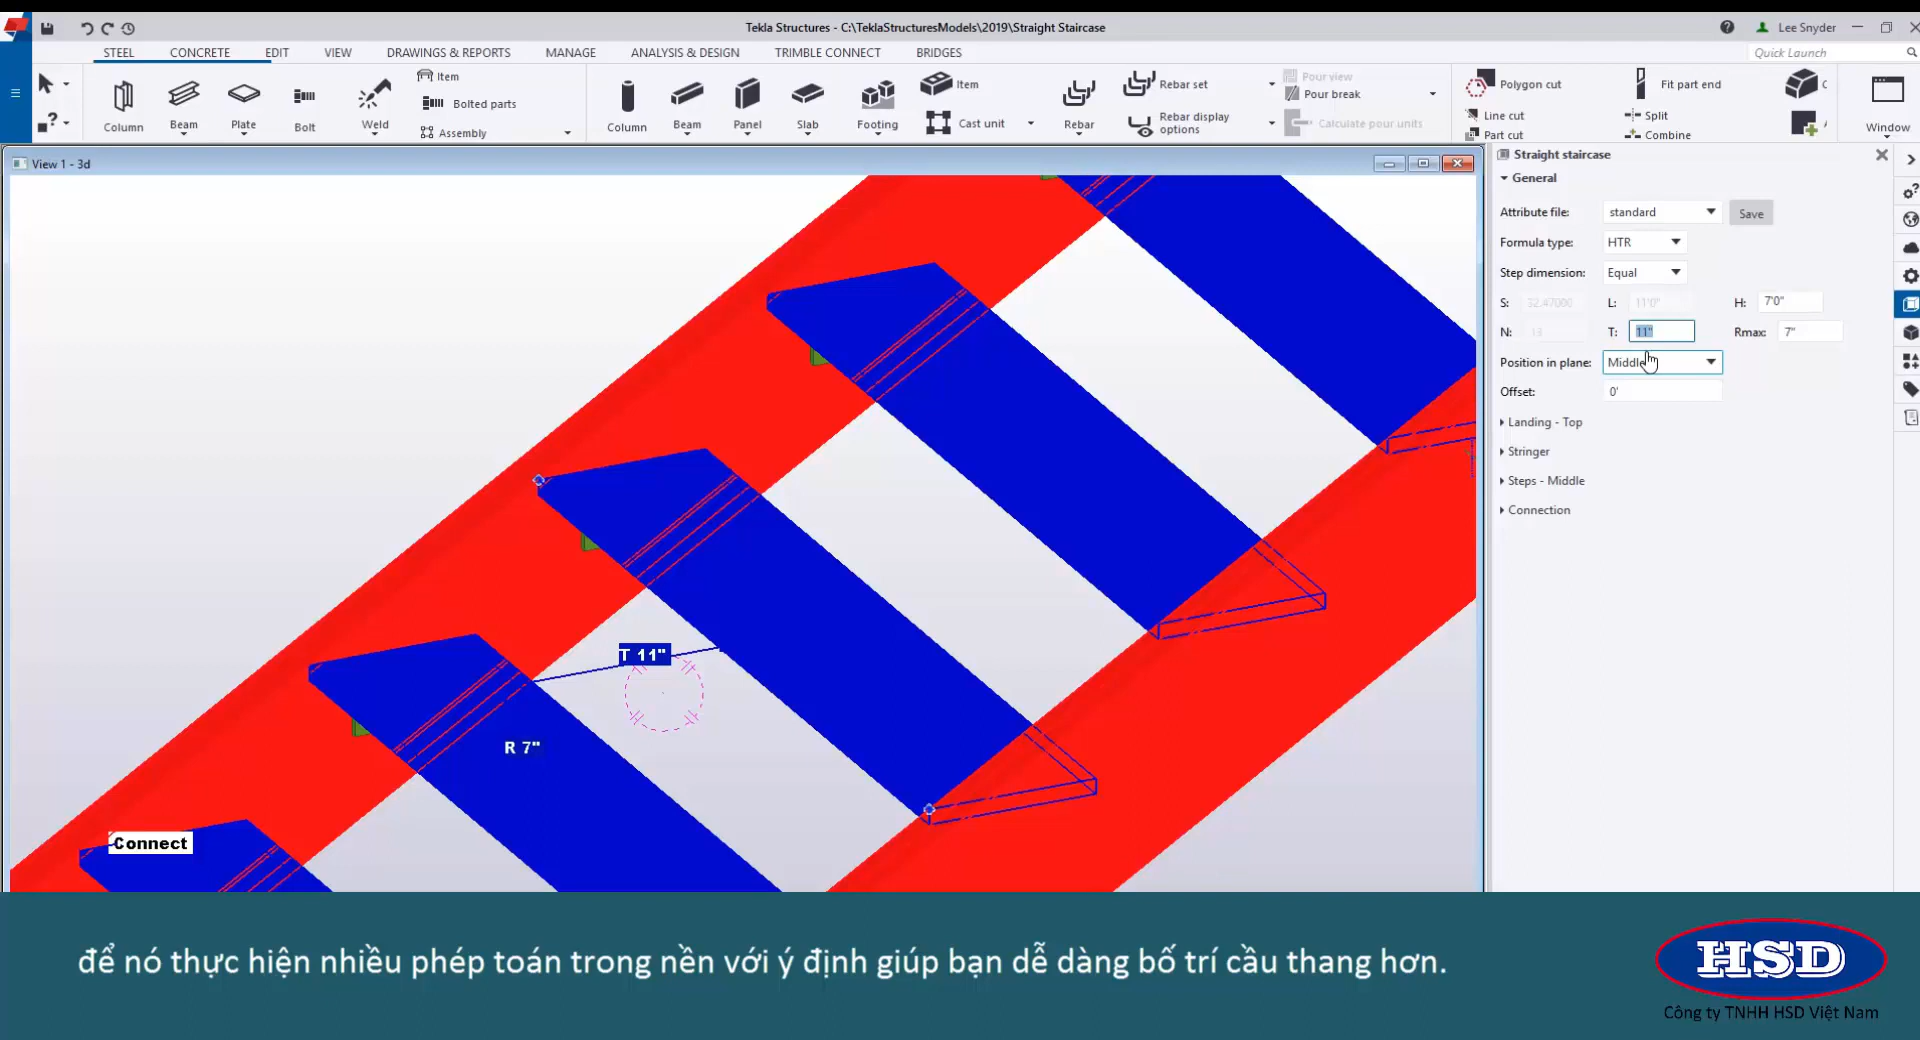 Tekla Structures - C:\TeklaStructuresModels\2019\Straight Staircase
Lee Snyder
STEEL CONCRETE EDIT VIEW DRAWINGS & REPORTS MANAGE ANALYSIS & DESIGN TRIMBLE CONNECT BRIDGES
Quick Launch
Column
Beam
Plate
Bolt
Weld
Item
Bolted parts
Assembly
Column
Beam
Panel
Slab
Footing
Item
Cast unit
Rebar
Rebar set
Rebar display options
Pour view
Pour break
Calculate pour units
Polygon cut
Line cut
Part cut
Fit part end
Split
Combine
Window
View 1 - 3d
T 11"
R 7"
Connect
Straight staircase
General
Attribute file: standard Save
Formula type: HTR
Step dimension: Equal
S: 32.47000 L: 11'0" H: 7'0"
N: 13 T: 11" Rmax: 7"
Position in plane: Middle
Offset: 0'
Landing - Top
Stringer
Steps - Middle
Connection
để nó thực hiện nhiều phép toán trong nền với ý định giúp bạn dễ dàng bố trí cầu thang hơn.
HSD
Công ty TNHH HSD Việt Nam